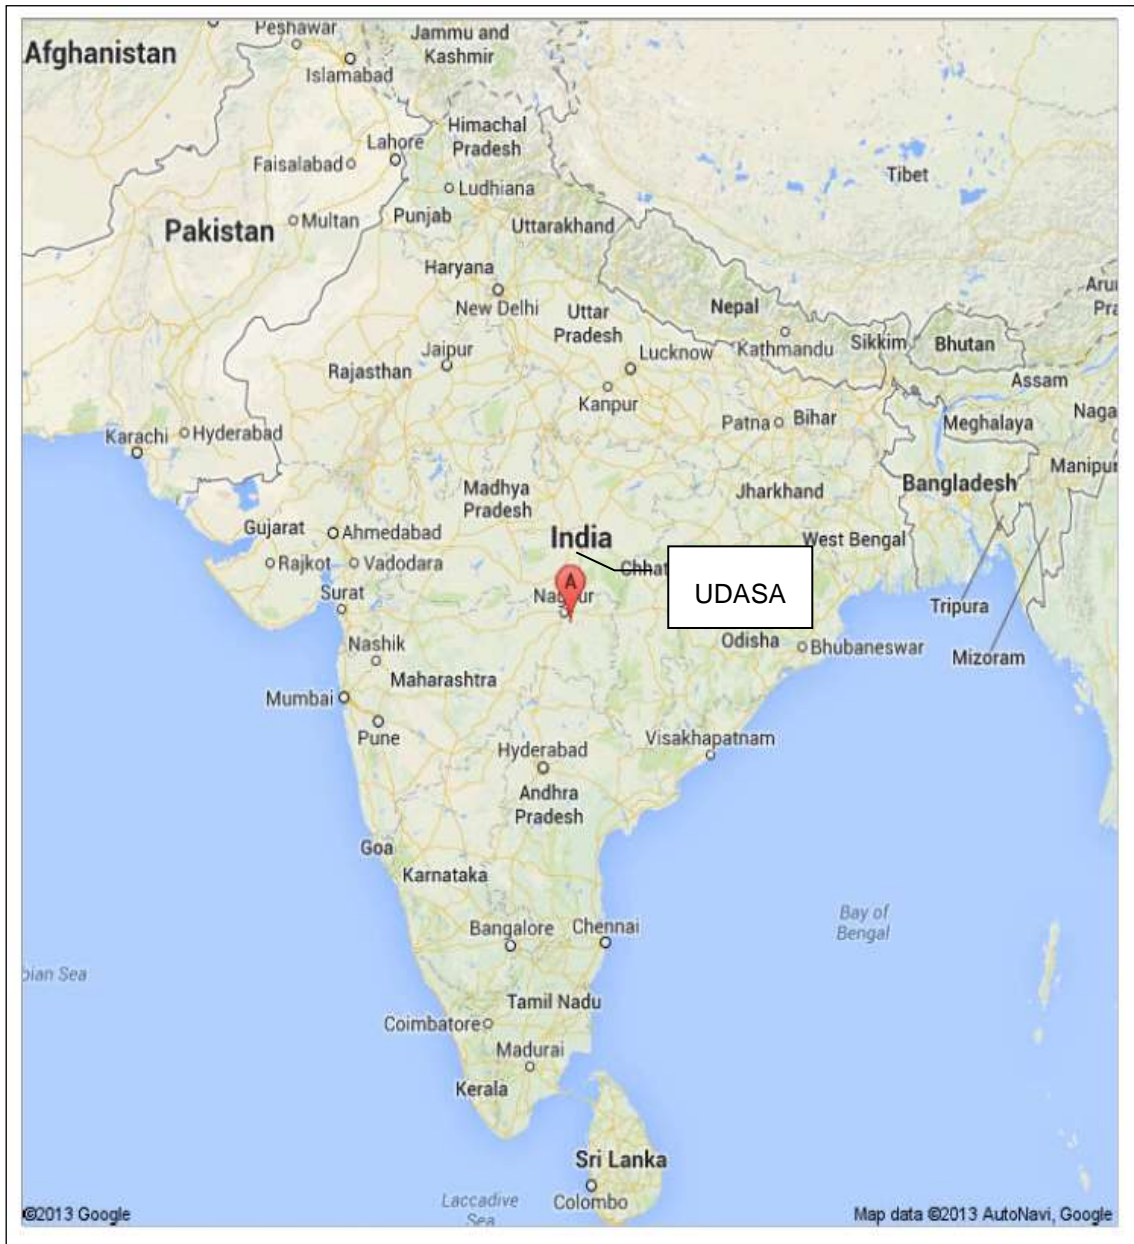 Peshawar
Jammu and
Kashmir
Afghanistan
Islamabad
Himachal
Pradesh
Lahore
Faisalabad
Tibet
Ludhiana
Punjab
Multan
Pakistan
Uttarakhand
Haryana
New Delhi
Nepal
Uttar
Pradesh
Jaipur
Lucknow
Kathmandu
Sikkim
Bhutan
Rajasthan
Assam
Kanpur
Patna
Bihar
Meghalaya
Karachi
Hyderabad
Manipur
Madhya
Pradesh
Jharkhand
Bangladesh
Gujarat
Ahmedabad
India
West Bengal
Rajkot
Vadodara
Chhat
A
UDASA
Surat
Tripura
Odisha
Bhubaneswar
Nashik
Mizoram
Maharashtra
Mumbai
Pune
Visakhapatnam
Hyderabad
Andhra
Pradesh
Goa
Karnataka
Bangalore
Chennai
Bay of
Bengal
bian Sea
Tamil Nadu
Coimbatore
Madurai
Kerala
Sri Lanka
Colombo
Laccadive
Sea
©2013 Google
Map data ©2013 AutoNavi, Google